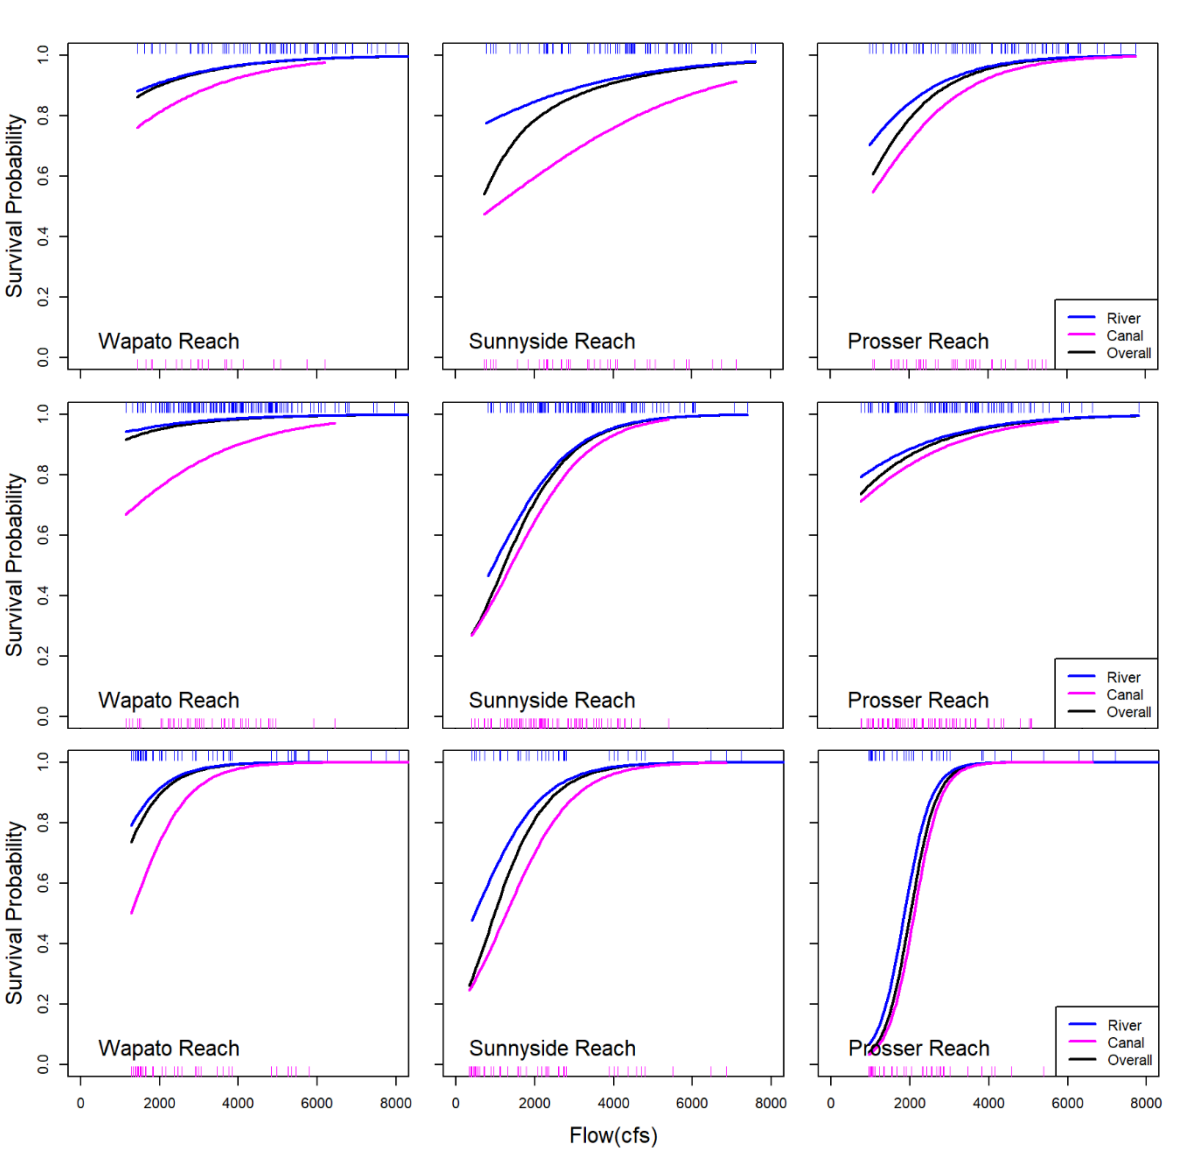 Survival Probability
1.0
0.8
0.6
0.4
0.2
0.0
Wapato Reach
Sunnyside Reach
Prosser Reach
River
Canal
Overall
Survival Probability
1.0
0.8
0.6
0.4
0.2
0.0
Wapato Reach
Sunnyside Reach
Prosser Reach
River
Canal
Overall
Survival Probability
1.0
0.8
0.6
0.4
0.2
0.0
Wapato Reach
Sunnyside Reach
Prosser Reach
River
Canal
Overall
0 2000 4000 6000 8000
0 2000 4000 6000 8000
0 2000 4000 6000 8000
Flow(cfs)